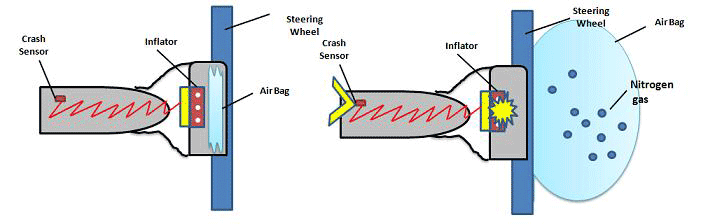 Steering
Wheel
Crash
Sensor
Inflator
Air Bag
Steering
Wheel
Air Bag
Crash
Sensor
Inflator
Nitrogen
gas